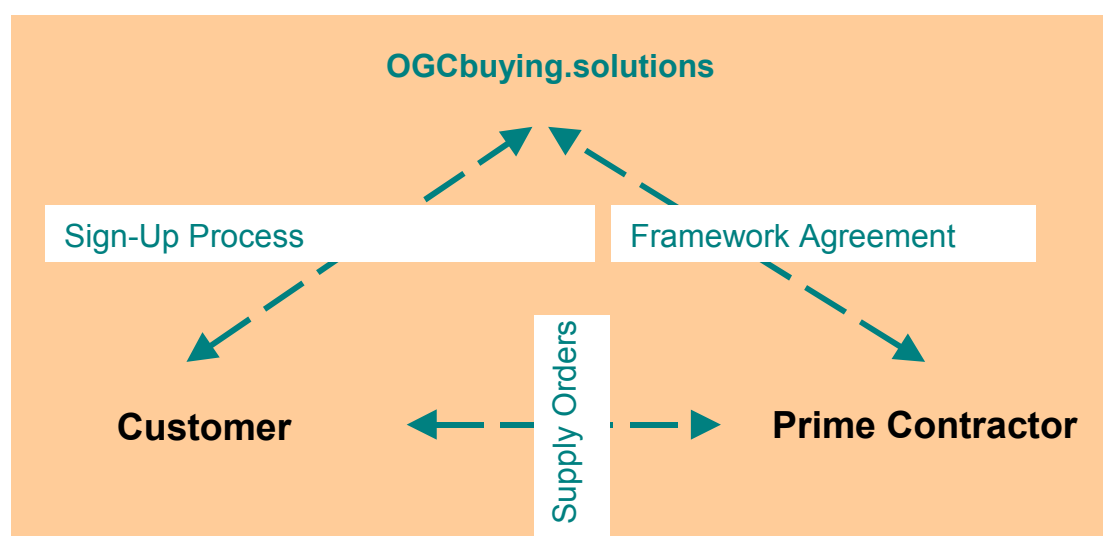 OGCbuying.solutions
Sign-Up Process
Framework Agreement
Supply Orders
Customer
Prime Contractor